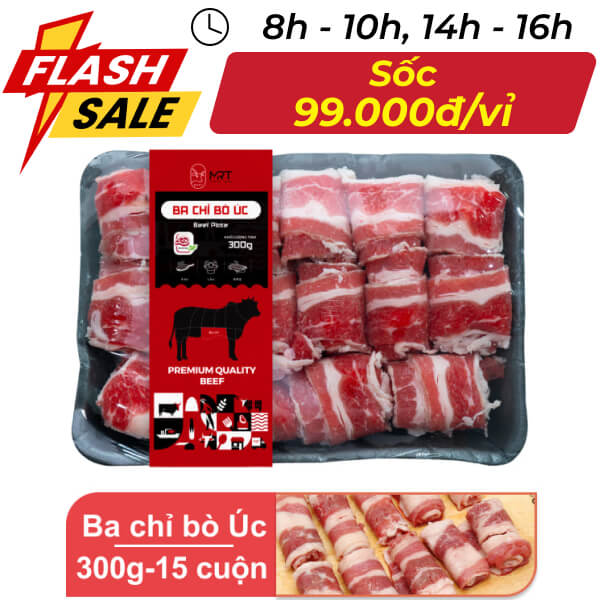 FLASH
SALE
8h - 10h, 14h - 16h
Sốc
99.000đ/vỉ
MRT
BA CHỈ BÒ ÚC
Beef Plate
300g
PREMIUM QUALITY
BEEF
Ba chỉ bò Úc
300g-15 cuộn